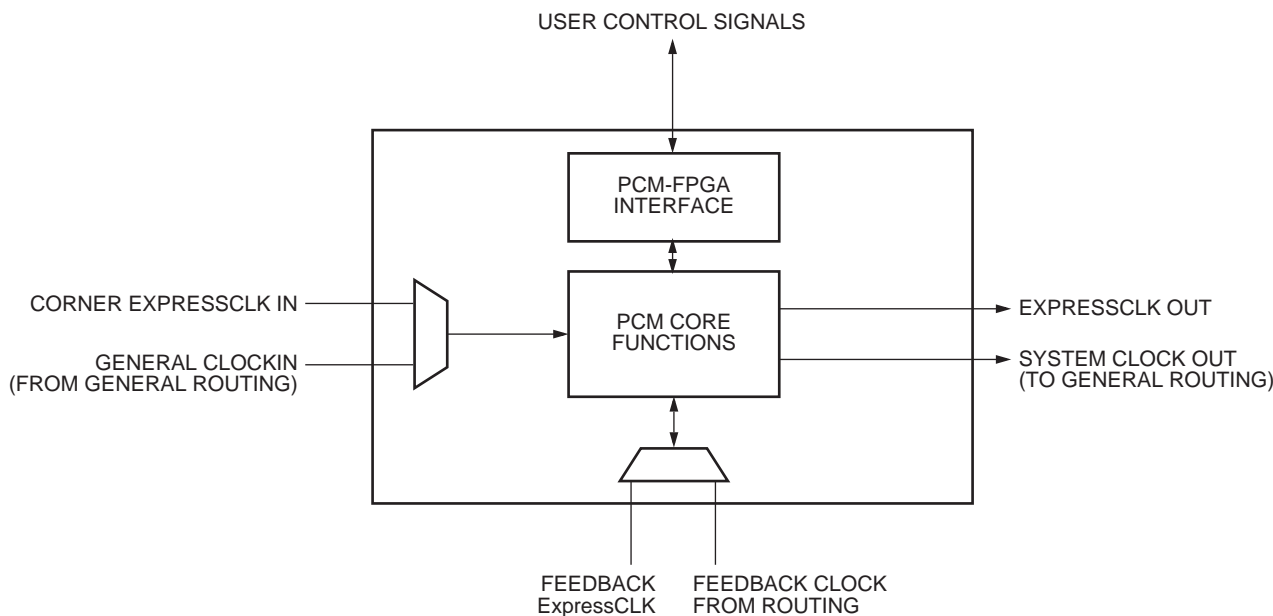 USER CONTROL SIGNALS
PCM-FPGA
INTERFACE
CORNER EXPRESSCLK IN
GENERAL CLOCKIN
(FROM GENERAL ROUTING)
PCM CORE
FUNCTIONS
EXPRESSCLK OUT
SYSTEM CLOCK OUT
(TO GENERAL ROUTING)
FEEDBACK
ExpressCLK
FEEDBACK CLOCK
FROM ROUTING